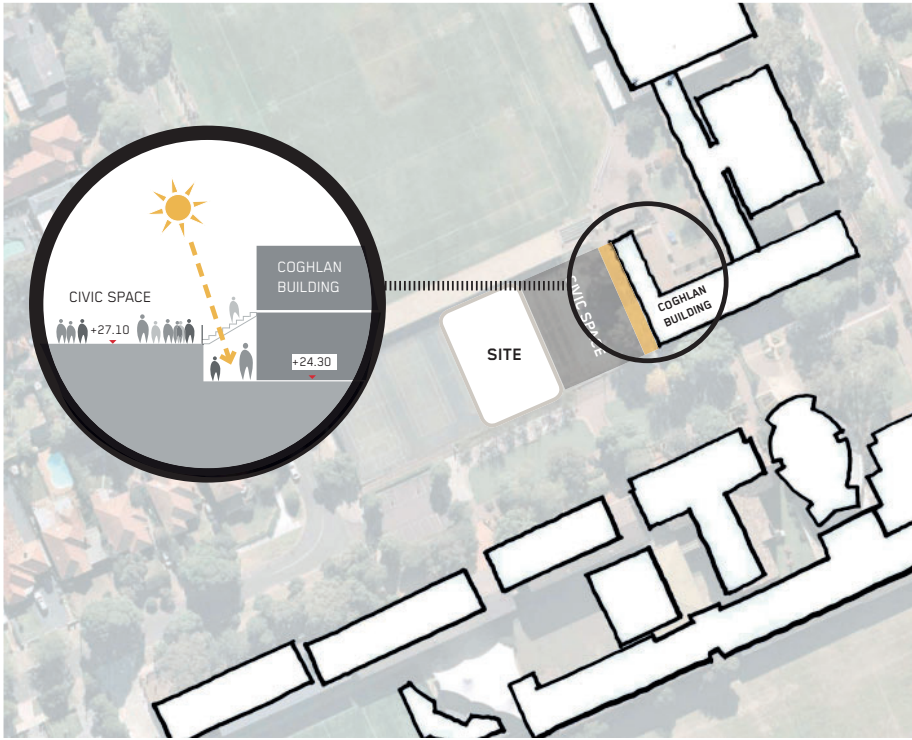 COGHLAN
BUILDING
CIVIC SPACE
+27.10
+24.30
CIVIC SPACE
COGHLAN
BUILDING
SITE